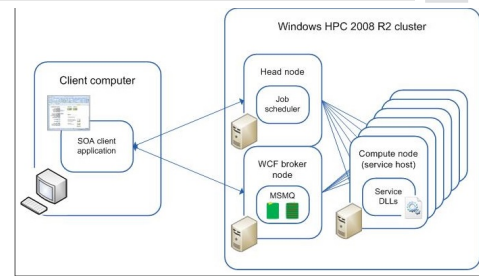 Windows HPC 2008 R2 cluster
Client computer
SOA client
application
Head node
Job
scheduler
WCF broker
node
MSMQ
Compute node
(service host)
Service
DLLs